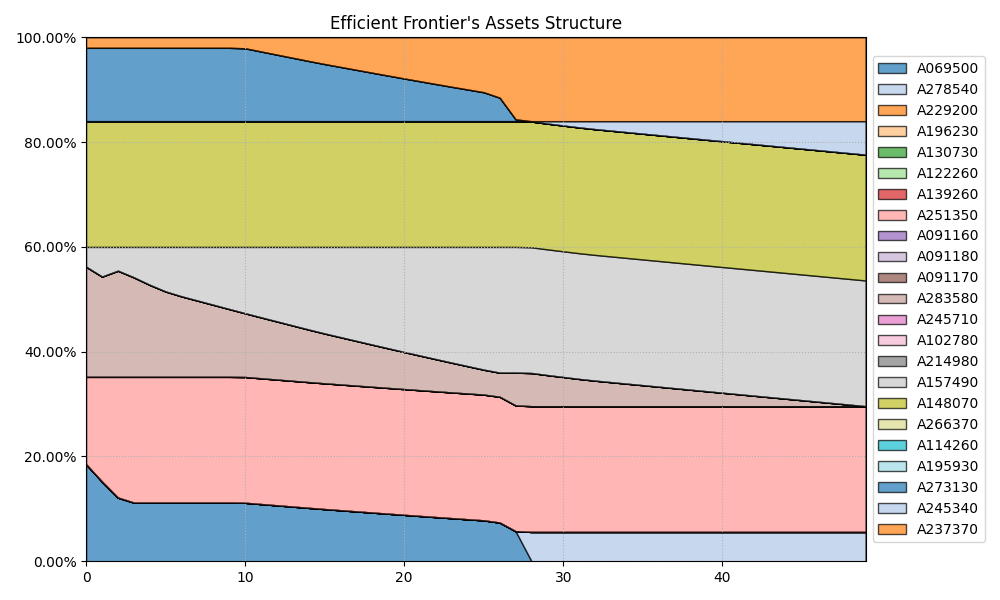 Efficient Frontier's Assets Structure
100.00%
80.00%
60.00%
40.00%
20.00%
0.00%
0
10
20
30
40
A069500
A278540
A229200
A196230
A130730
A122260
A139260
A251350
A091160
A091180
A091170
A283580
A245710
A102780
A214980
A157490
A148070
A266370
A114260
A195930
A273130
A245340
A237370